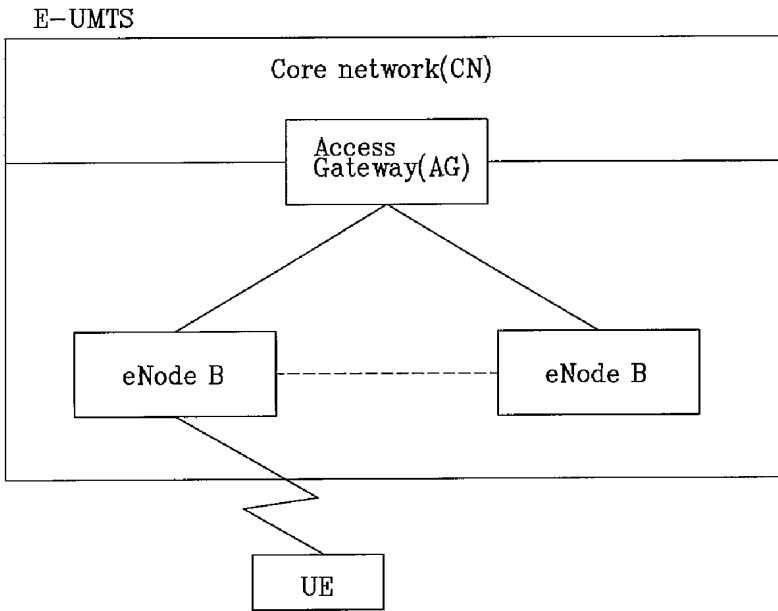 E-UMTS
Core network(CN)
Access
Gateway(AG)
eNode B
eNode B
UE